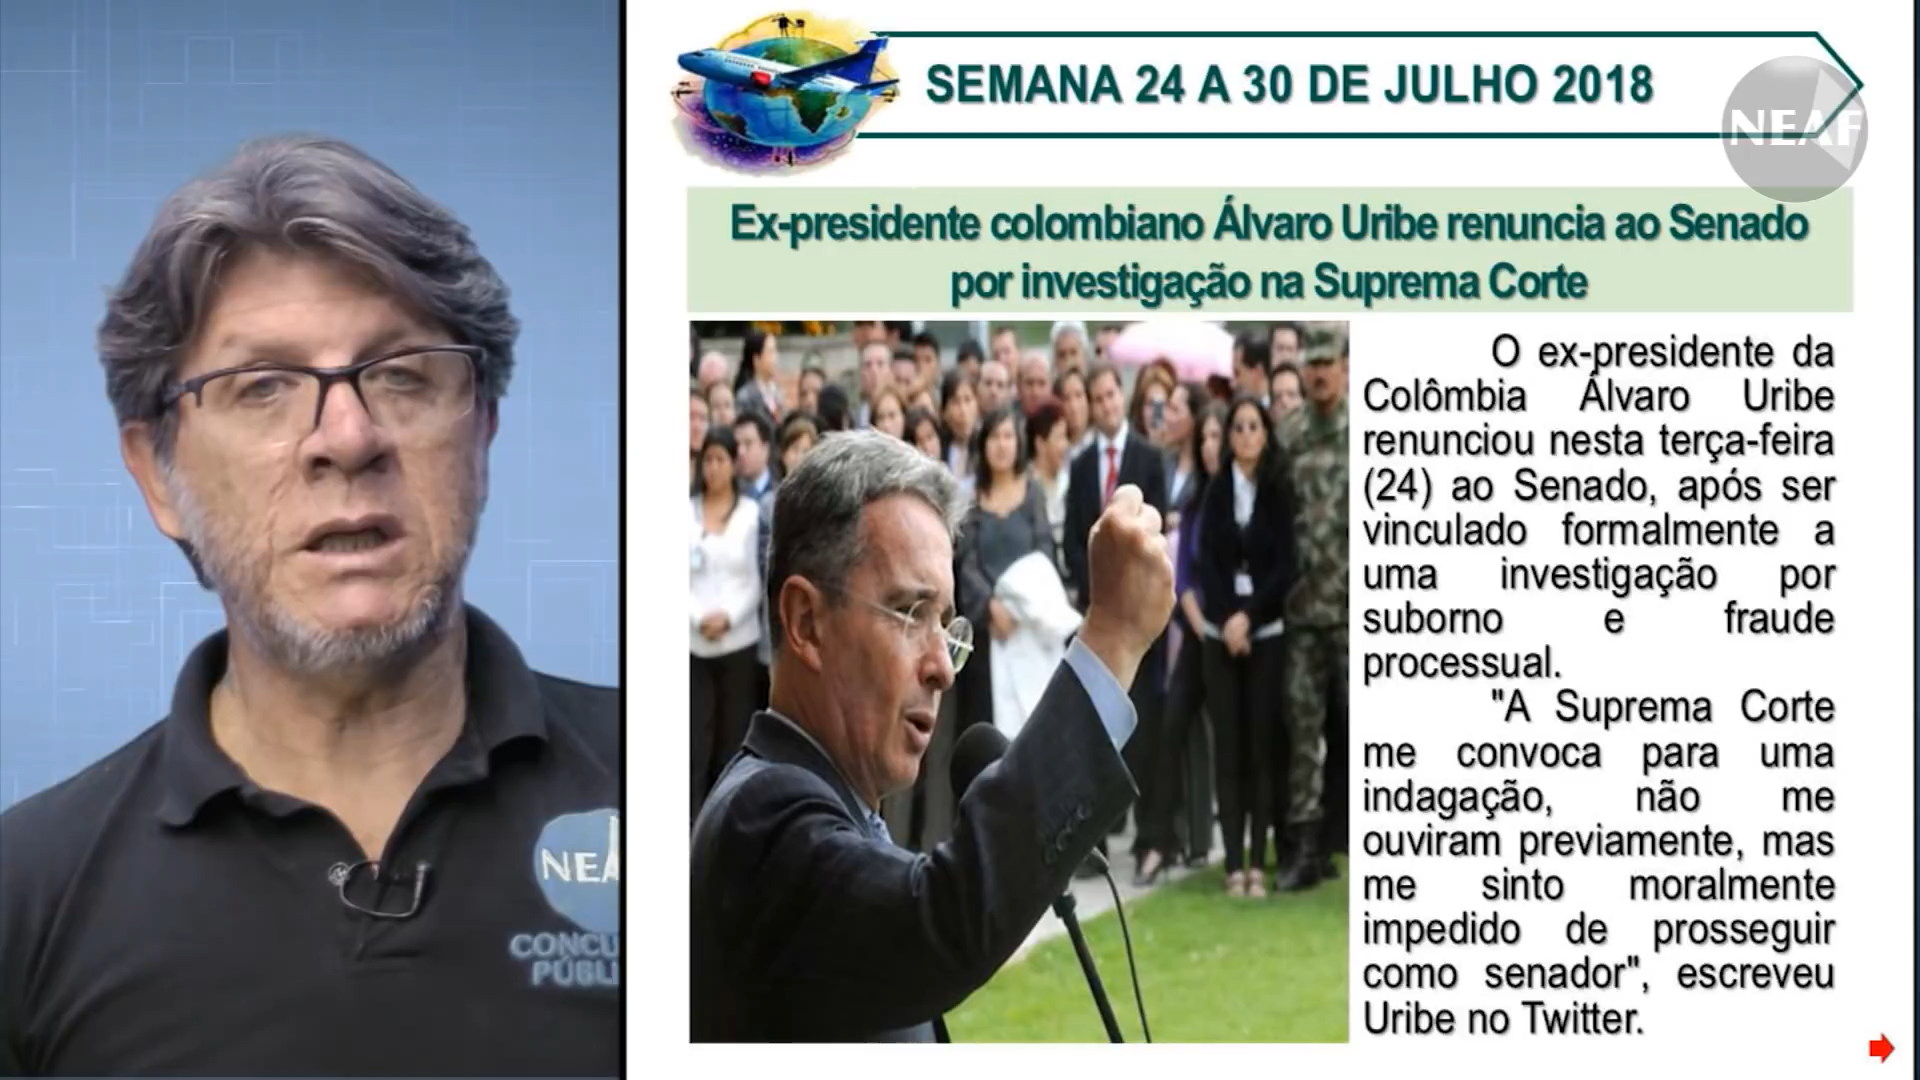 SEMANA 24 A 30 DE JULHO 2018
NEAF
Ex-presidente colombiano Álvaro Uribe renuncia ao Senado
por investigação na Suprema Corte
O ex-presidente da
Colômbia Álvaro Uribe
renunciou nesta terça-feira
(24) ao Senado, após ser
vinculado formalmente a
uma investigação por
suborno e fraude
processual.
"A Suprema Corte
me convoca para uma
indagação, não me
ouviram previamente, mas
me sinto moralmente
impedido de prosseguir
como senador", escreveu
Uribe no Twitter.
NEA
CONCU
PÚBLI